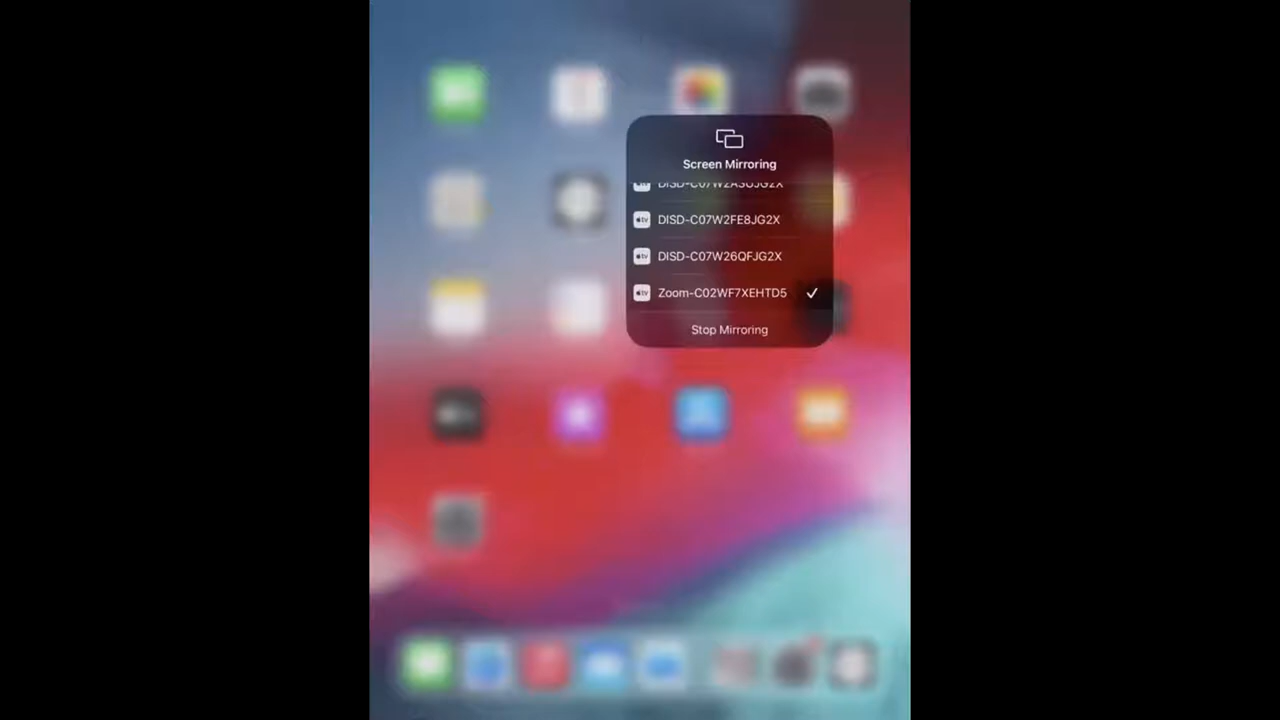 Screen Mirroring
DISD-C07W2FE8JG2X
DISD-C07W26QFJG2X
Zoom-C02WF7XEHTD5
Stop Mirroring